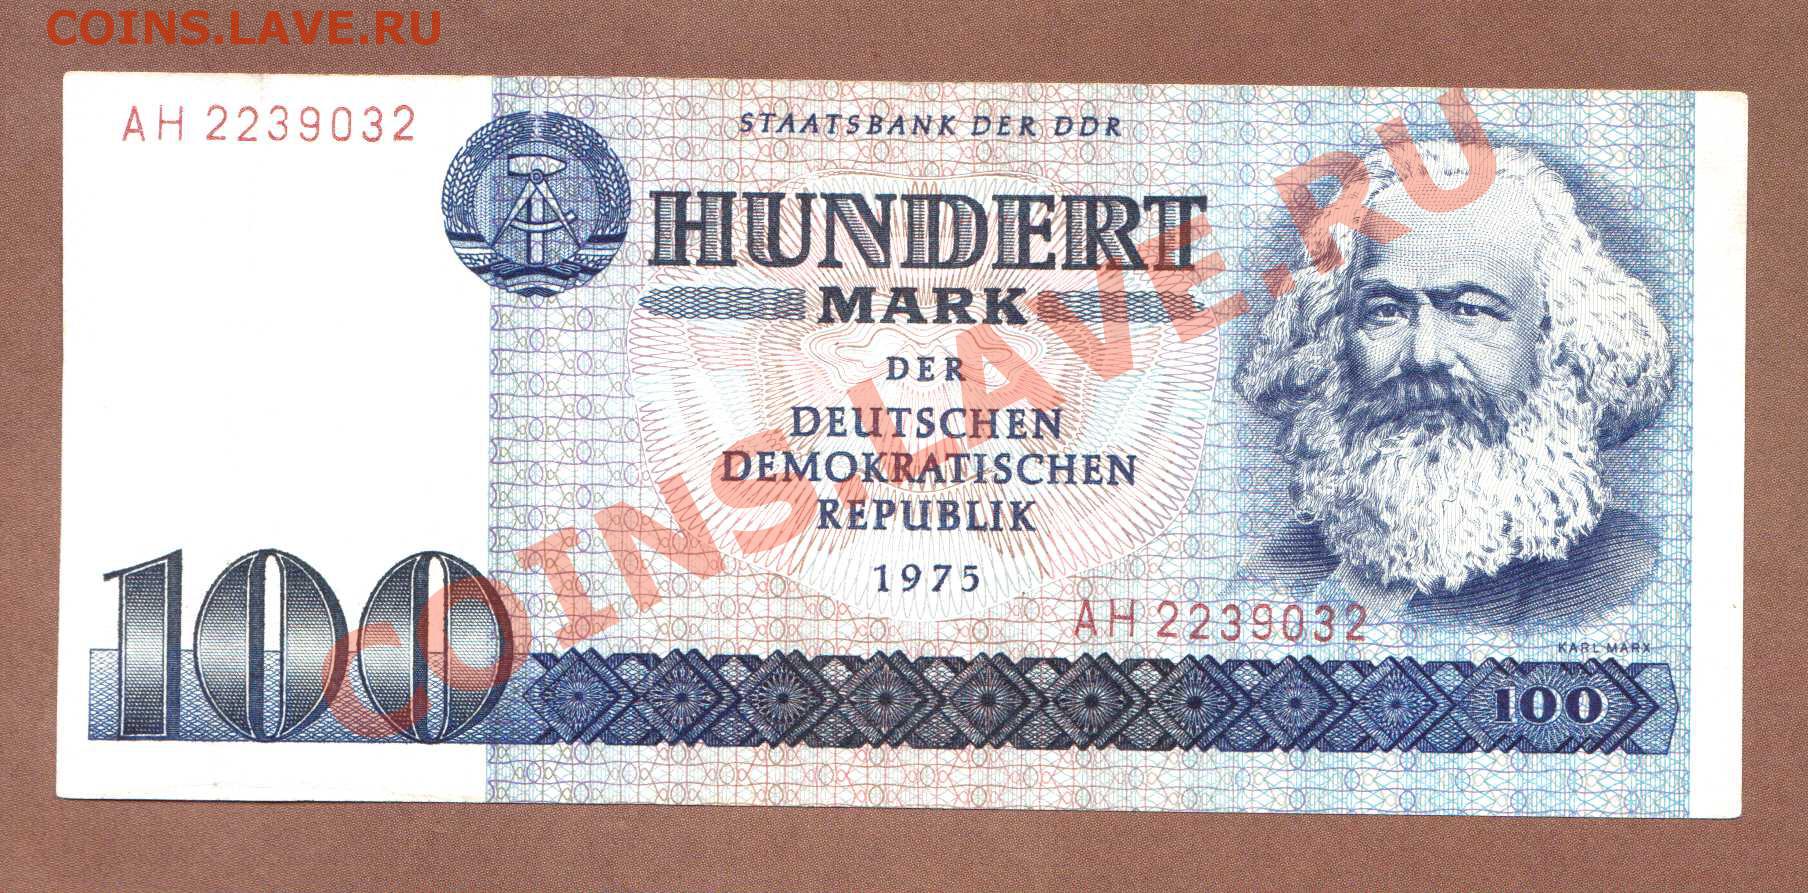 COINS.LAVE.RU
AH 2239032
STAATSBANK DER DDR
HUNDERT
MARK
DER
DEUTSCHEN
DEMOKRATISCHEN
REPUBLIK
1975
AH 2239032
KARL MARX
100
100
COINS.LAVE.RU